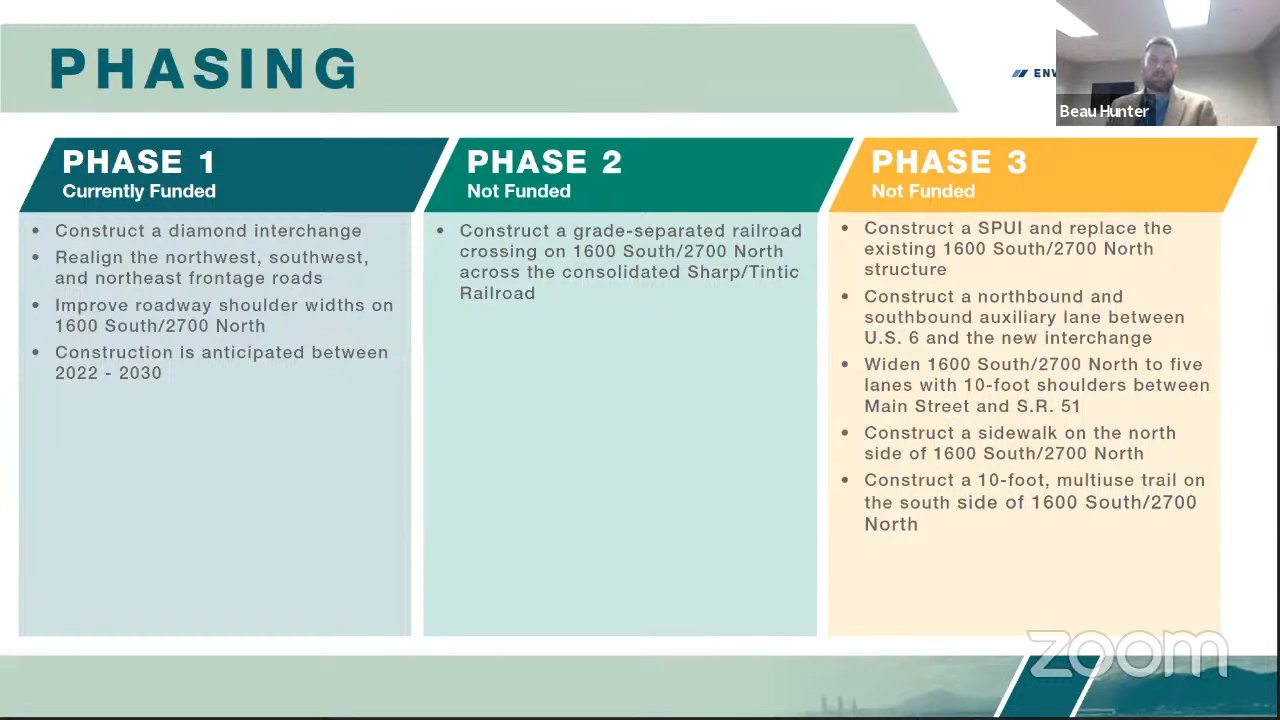 PHASING
ENV
Beau Hunter
PHASE 1
Currently Funded
• Construct a diamond interchange
• Realign the northwest, southwest,
and northeast frontage roads
• Improve roadway shoulder widths on
1600 South/2700 North
• Construction is anticipated between
2022 - 2030
PHASE 2
Not Funded
• Construct a grade-separated railroad
crossing on 1600 South/2700 North
across the consolidated Sharp/Tintic
Railroad
PHASE 3
Not Funded
• Construct a SPUI and replace the
existing 1600 South/2700 North
structure
• Construct a northbound and
southbound auxiliary lane between
U.S. 6 and the new interchange
• Widen 1600 South/2700 North to five
lanes with 10-foot shoulders between
Main Street and S.R. 51
• Construct a sidewalk on the north
side of 1600 South/2700 North
• Construct a 10-foot, multiuse trail on
the south side of 1600 South/2700
North
zoom